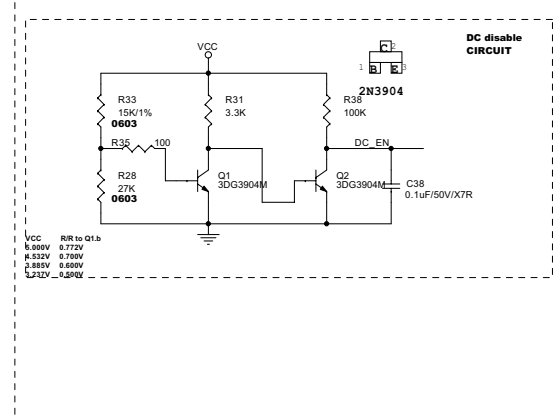 DC disable
CIRCUIT
VCC
C 2
1 B E 3
2N3904
R33
15K/1%
0603
R31
3.3K
R38
100K
R35 100
DC_EN
R28
27K
0603
Q1
3DG3904M
Q2
3DG3904M
C38
0.1uF/50V/X7R
VCC R/R to Q1.b
5.000V 0.772V
4.532V 0.700V
3.885V 0.600V
3.237V 0.500V